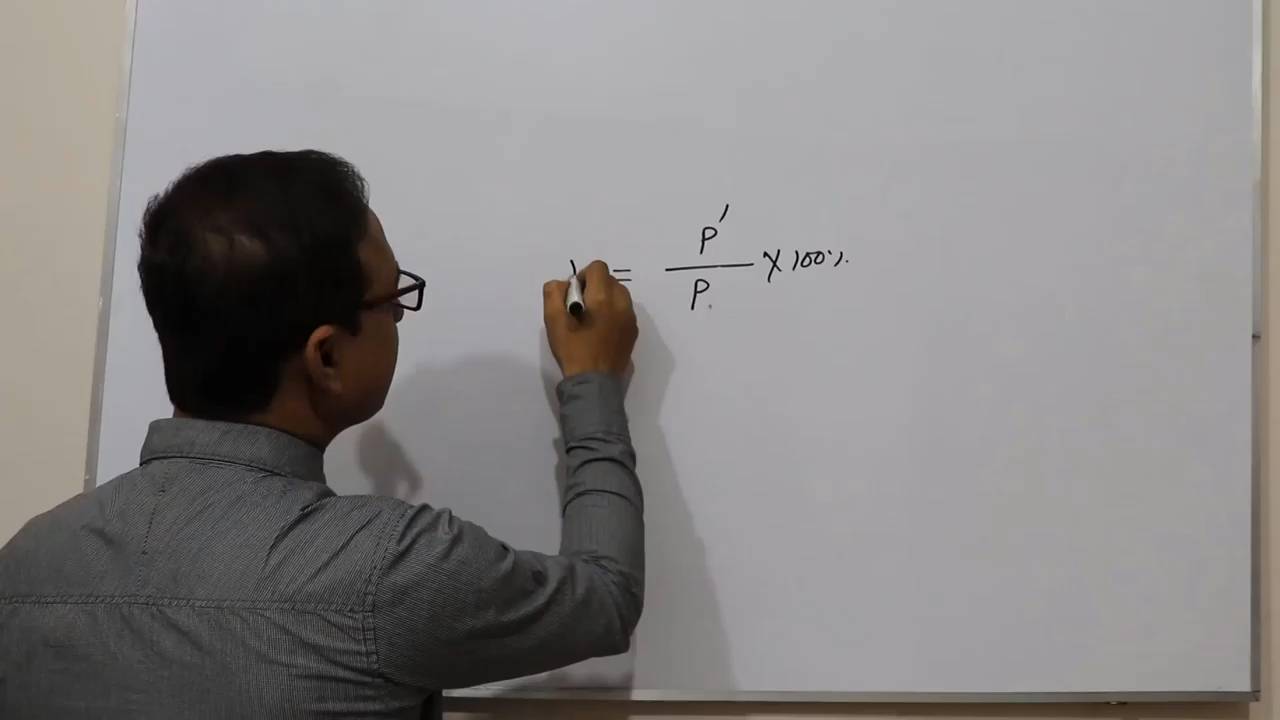 = P' / P × 100%